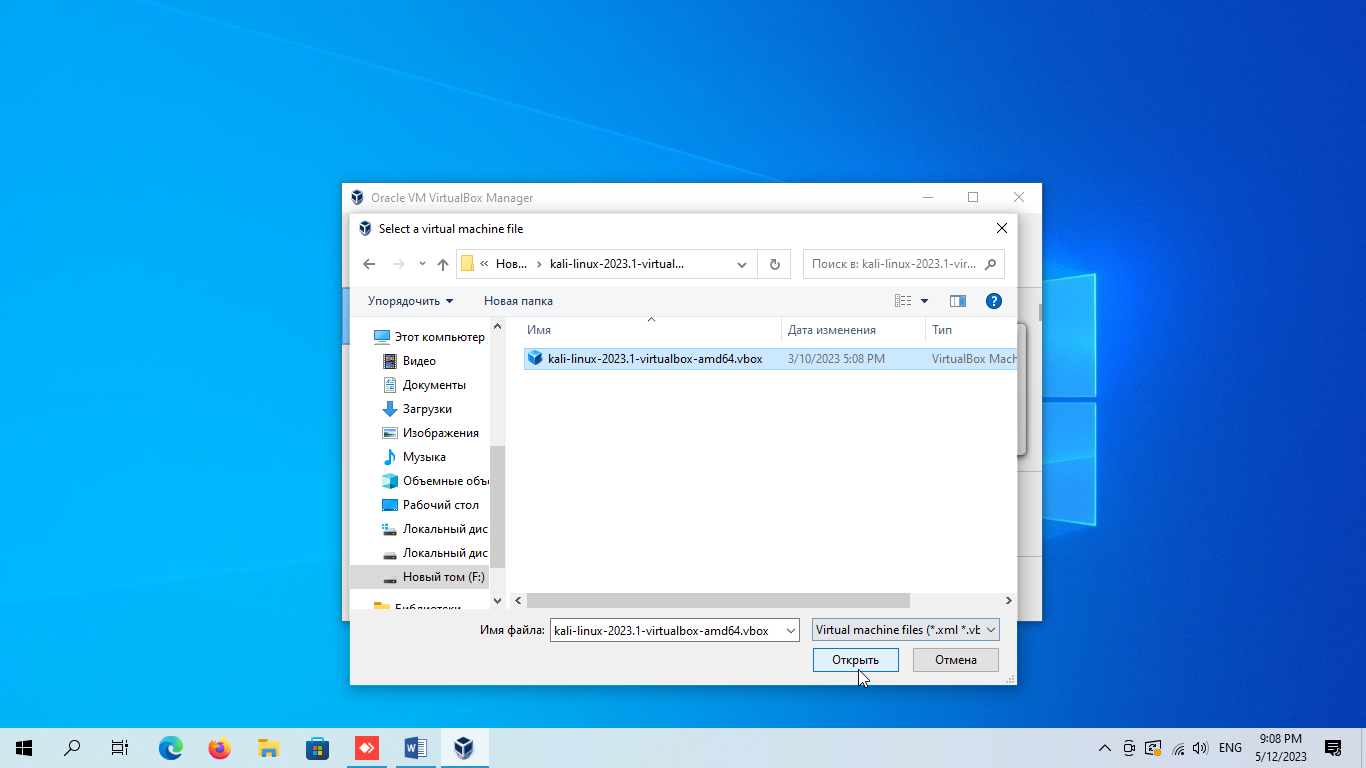 Oracle VM VirtualBox Manager
Select a virtual machine file
« Нов... › kali-linux-2023.1-virtual...
Поиск в: kali-linux-2023.1-vir...
Упорядочить
Новая папка
Имя
Дата изменения
Тип
Этот компьютер
Видео
Документы
Загрузки
Изображения
Музыка
Объемные объ
Рабочий стол
Локальный дис
Локальный дис
Новый том (F:)
Библиотеки
kali-linux-2023.1-virtualbox-amd64.vbox
3/10/2023 5:08 PM
VirtualBox Mach
Имя файла:
kali-linux-2023.1-virtualbox-amd64.vbox
Virtual machine files (*.xml *.vb
Открыть
Отмена
ENG
9:08 PM
5/12/2023